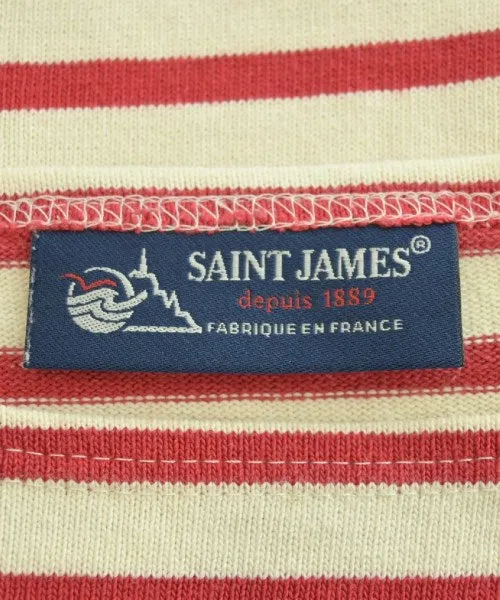 SAINT JAMES®
depuis 1889
FABRIQUE EN FRANCE